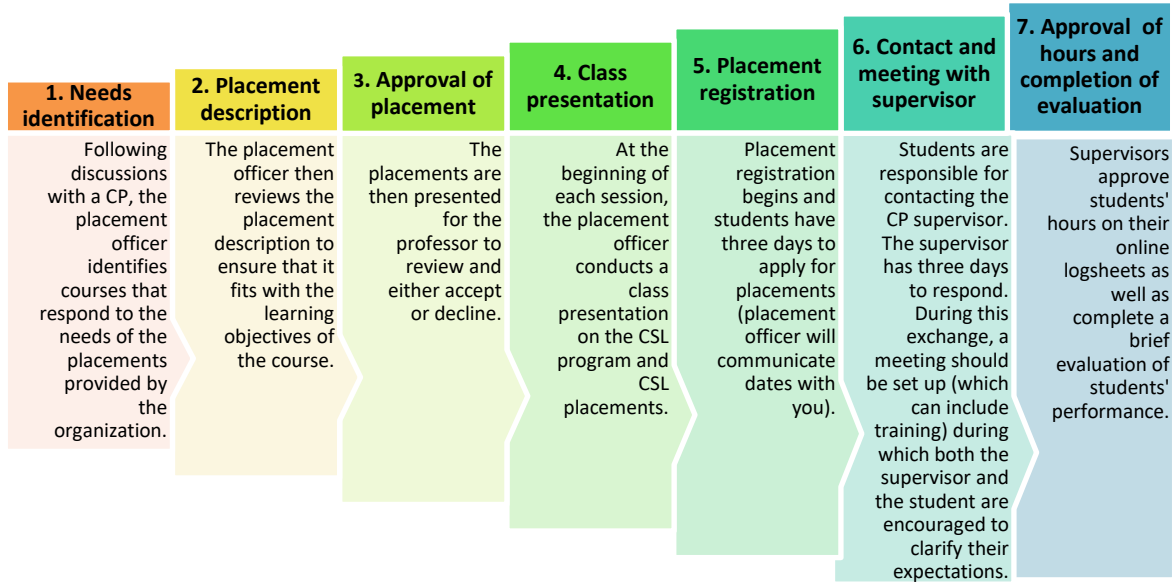 1. Needs
identification
Following
discussions
with a CP, the
placement
officer
identifies
courses that
respond to the
needs of the
placements
provided by
the
organization.
2. Placement
description
The placement
officer then
reviews the
placement
description to
ensure that it
fits with the
learning
objectives of
the course.
3. Approval of
placement
The
placements are
then presented
for the
professor to
review and
either accept
or decline.
4. Class
presentation
At the
beginning of
each session,
the placement
officer
conducts a
class
presentation
on the CSL
program and
CSL
placements.
5. Placement
registration
Placement
registration
begins and
students have
three days to
apply for
placements
(placement
officer will
communicate
dates with
you).
6. Contact and
meeting with
supervisor
Students are
responsible for
contacting the
CP supervisor.
The supervisor
has three days
to respond.
During this
exchange, a
meeting should
be set up (which
can include
training) during
which both the
supervisor and
the student are
encouraged to
clarify their
expectations.
7. Approval of
hours and
completion of
evaluation
Supervisors
approve
students'
hours on their
online
logsheets as
well as
complete a
brief
evaluation of
students'
performance.